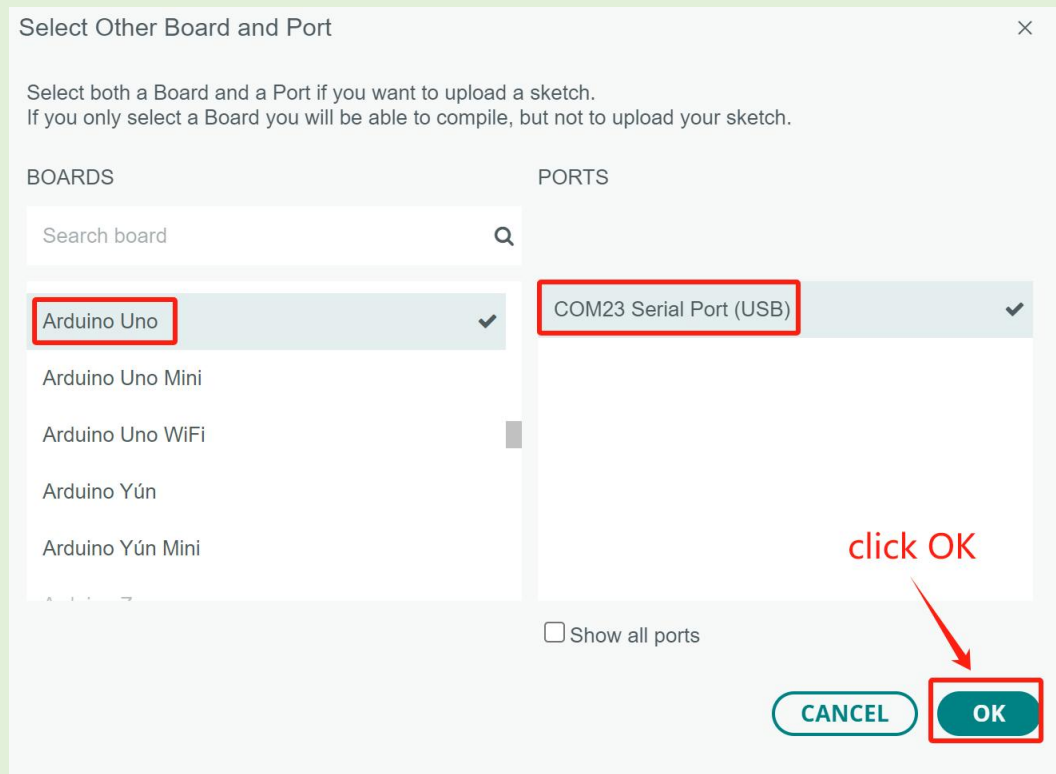 Select Other Board and Port
Select both a Board and a Port if you want to upload a sketch.
If you only select a Board you will be able to compile, but not to upload your sketch.
BOARDS
PORTS
Search board
Arduino Uno
COM23 Serial Port (USB)
Arduino Uno Mini
Arduino Uno WiFi
Arduino Yún
Arduino Yún Mini
click OK
Show all ports
CANCEL
OK